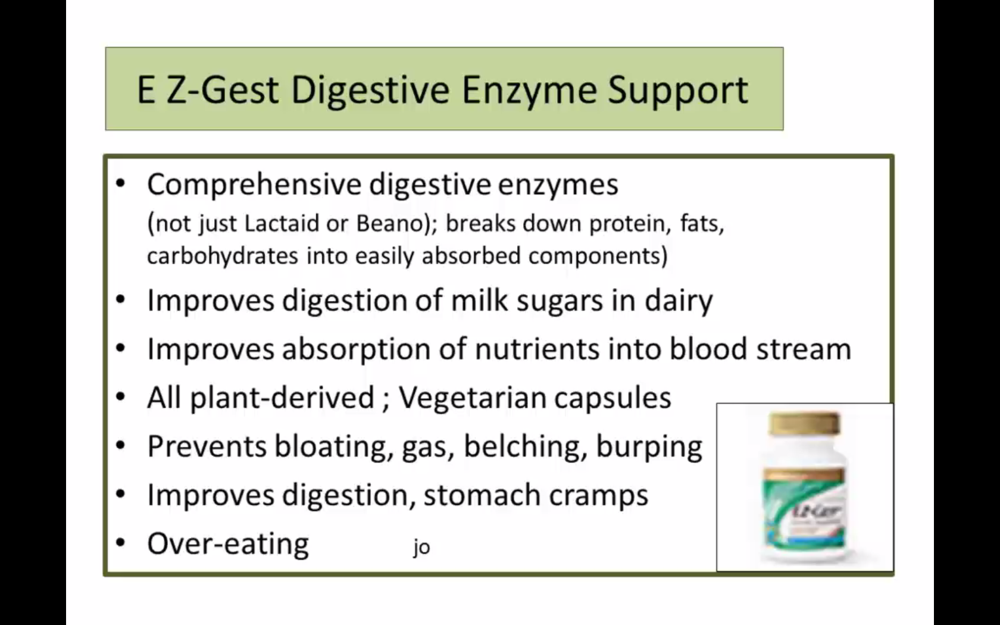 E Z-Gest Digestive Enzyme Support
• Comprehensive digestive enzymes
(not just Lactaid or Beano); breaks down protein, fats,
carbohydrates into easily absorbed components)
• Improves digestion of milk sugars in dairy
• Improves absorption of nutrients into blood stream
• All plant-derived ; Vegetarian capsules
• Prevents bloating, gas, belching, burping
• Improves digestion, stomach cramps
• Over-eating jo
EZ-Gest